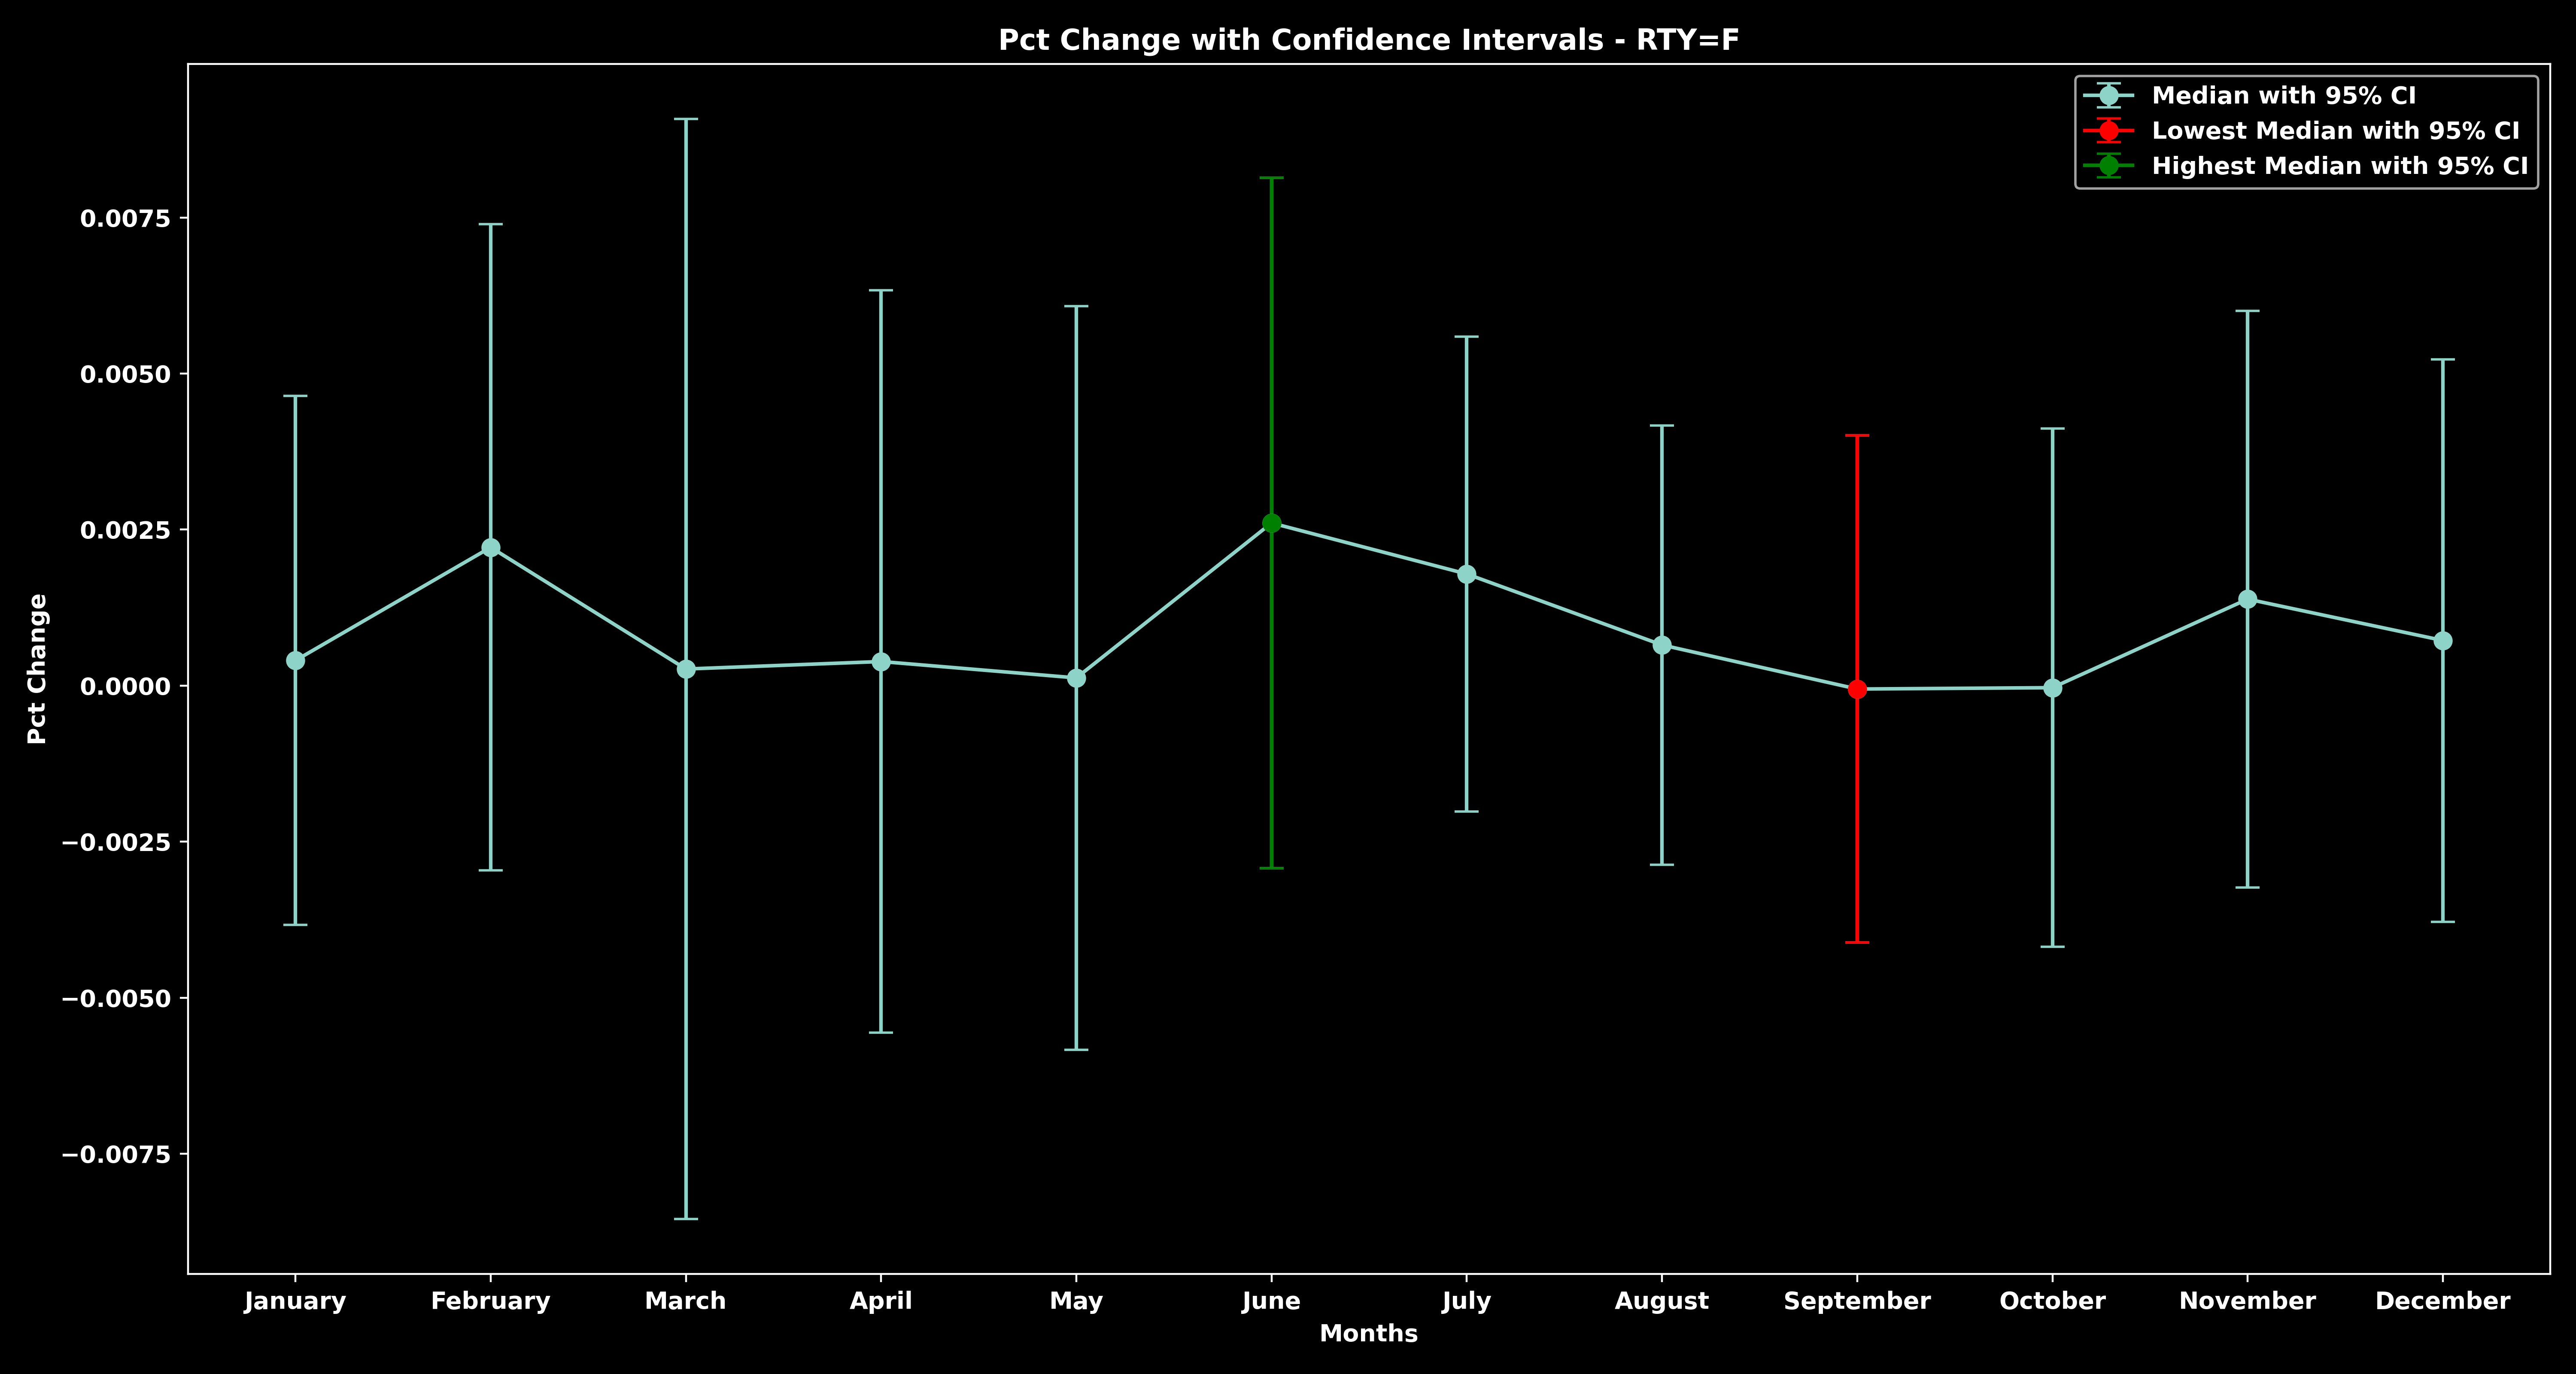 Pct Change with Confidence Intervals - RTY=F
Median with 95% CI
Lowest Median with 95% CI
Highest Median with 95% CI
0.0075
0.0050
0.0025
0.0000
−0.0025
−0.0050
−0.0075
Pct Change
January February March April May June July August September October November December
Months